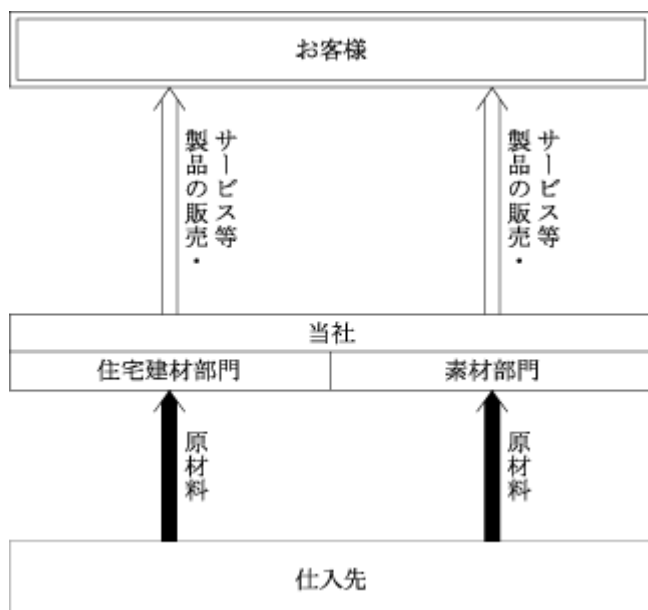 お客様
製品の販売・
サービス等
製品の販売・
サービス等
当社
住宅建材部門
素材部門
原材料
原材料
仕入先